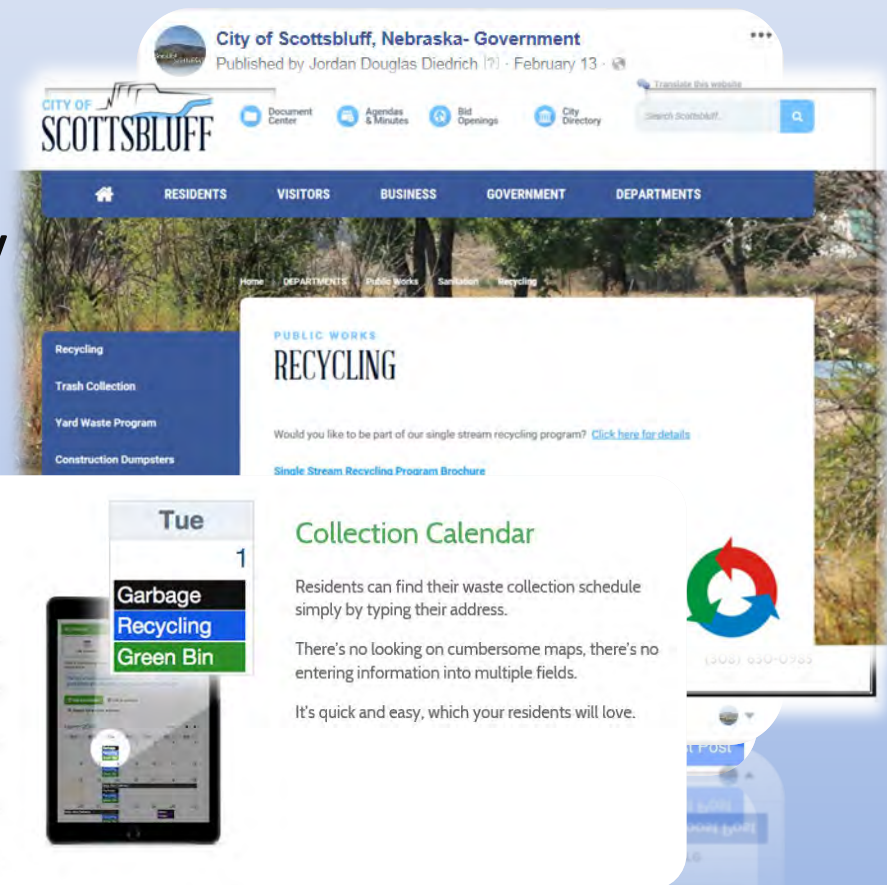 City of Scottsbluff, Nebraska- Government
Published by Jordan Douglas Diedrich [?] · February 13 ·
Translate this website
CITY OF
SCOTTSBLUFF
Document
Center
Agendas
& Minutes
Bid
Openings
City
Directory
Search Scottsbluff...
RESIDENTS VISITORS BUSINESS GOVERNMENT DEPARTMENTS
Home DEPARTMENTS Public Works Sanitation Recycling
Recycling
Trash Collection
Yard Waste Program
Construction Dumpsters
PUBLIC WORKS
RECYCLING
Would you like to be part of our single stream recycling program? Click here for details
Single Stream Recycling Program Brochure
Tue
1
Garbage
Recycling
Green Bin
Collection Calendar
Residents can find their waste collection schedule
simply by typing their address.
There's no looking on cumbersome maps, there's no
entering information into multiple fields.
It's quick and easy, which your residents will love.
(308) 630-0985
Post